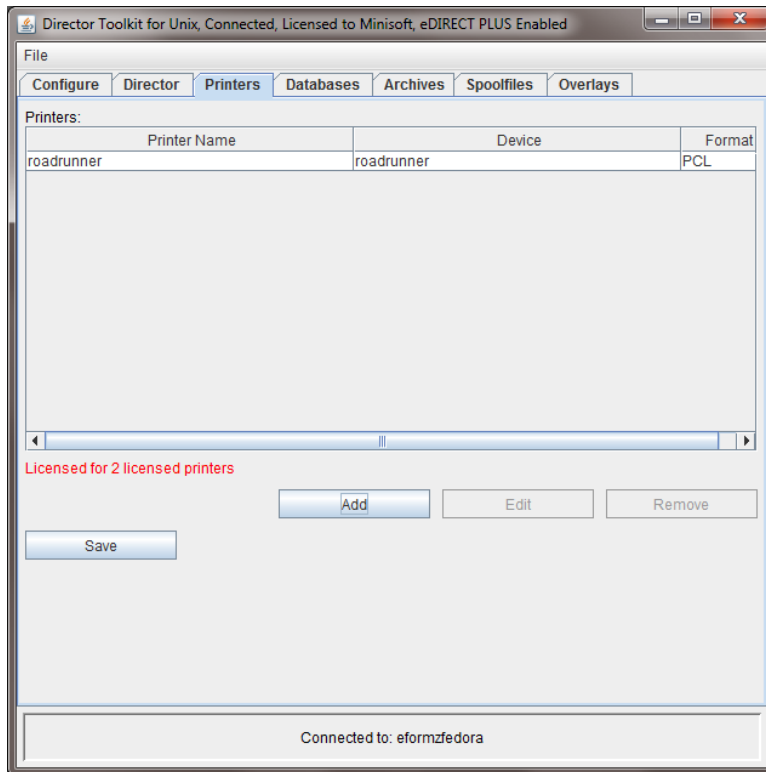 Director Toolkit for Unix, Connected, Licensed to Minisoft, eDIRECT PLUS Enabled
File
Configure Director Printers Databases Archives Spoolfiles Overlays
Printers:
Printer Name Device Format
roadrunner roadrunner PCL
Licensed for 2 licensed printers
Add Edit Remove
Save
Connected to: eformzfedora